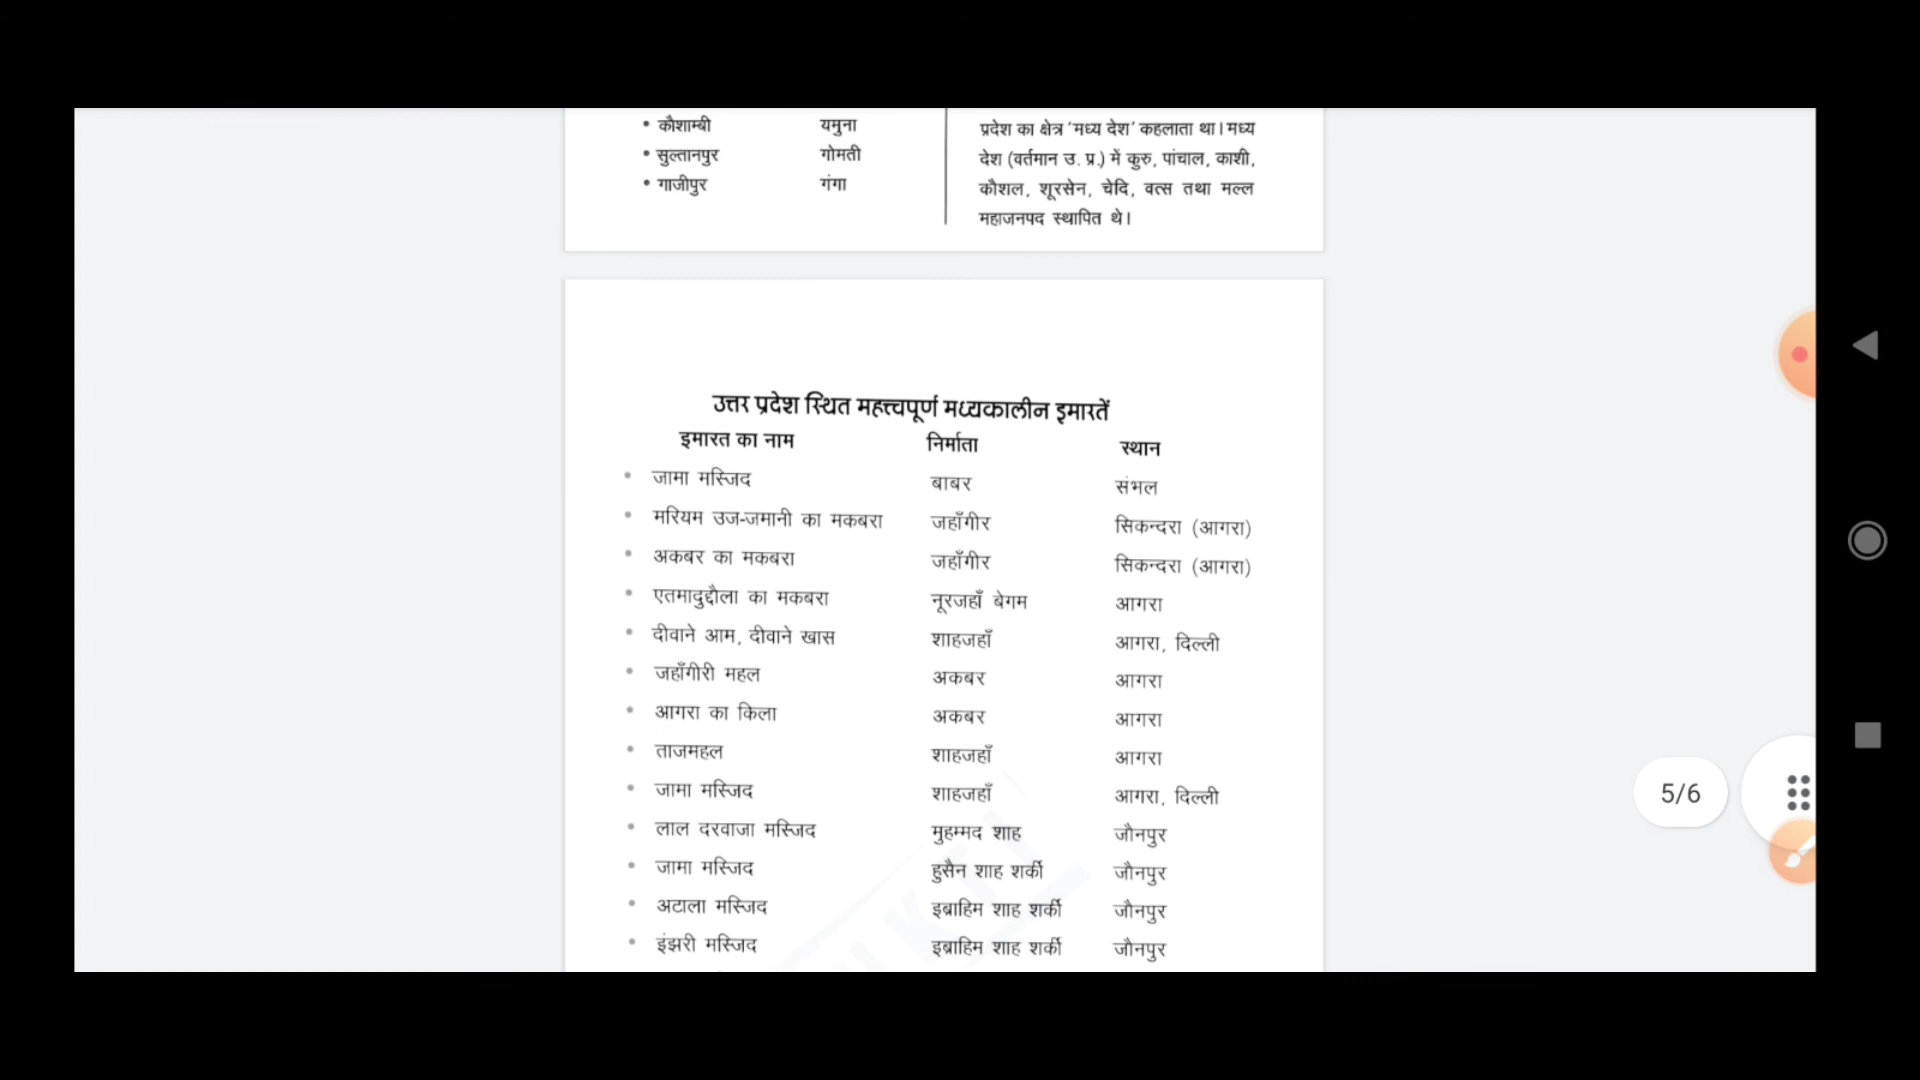 • कौशाम्बी यमुना
• सुल्तानपुर गोमती
• गाजीपुर गंगा
प्रदेश का क्षेत्र ‘मध्य देश’ कहलाता था। मध्य
देश (वर्तमान उ. प्र.) में कुरु, पांचाल, काशी,
कौशल, शूरसेन, चेदि, वत्स तथा मल्ल
महाजनपद स्थापित थे।
उत्तर प्रदेश स्थित महत्त्वपूर्ण मध्यकालीन इमारतें
इमारत का नाम निर्माता स्थान
• जामा मस्जिद बाबर संभल
• मरियम उज-जमानी का मकबरा जहाँगीर सिकन्दरा (आगरा)
• अकबर का मकबरा जहाँगीर सिकन्दरा (आगरा)
• एतमादुद्दौला का मकबरा नूरजहाँ बेगम आगरा
• दीवाने आम, दीवाने खास शाहजहाँ आगरा, दिल्ली
• जहाँगीरी महल अकबर आगरा
• आगरा का किला अकबर आगरा
• ताजमहल शाहजहाँ आगरा
• जामा मस्जिद शाहजहाँ आगरा, दिल्ली
• लाल दरवाजा मस्जिद मुहम्मद शाह जौनपुर
• जामा मस्जिद हुसैन शाह शर्की जौनपुर
• अटाला मस्जिद इब्राहिम शाह शर्की जौनपुर
• इंझरी मस्जिद इब्राहिम शाह शर्की जौनपुर
5/6